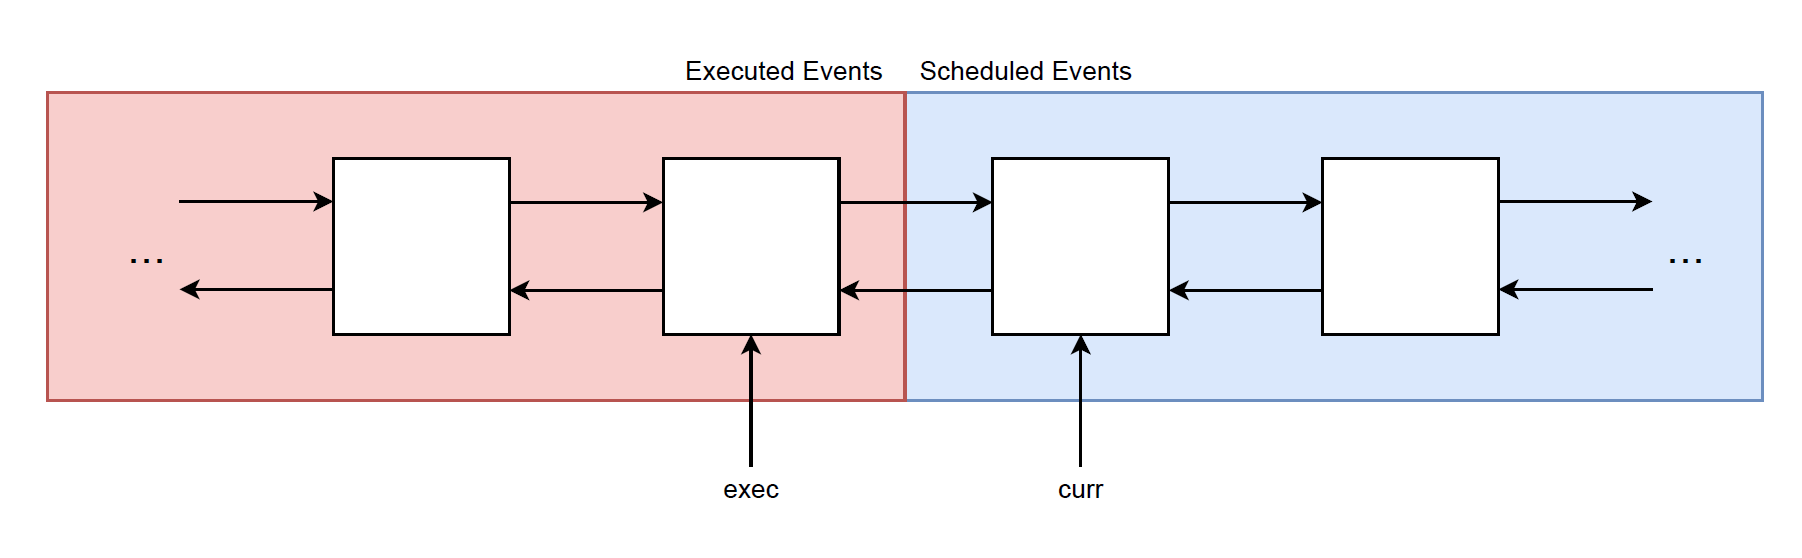 Executed Events
Scheduled Events
...
...
exec
curr